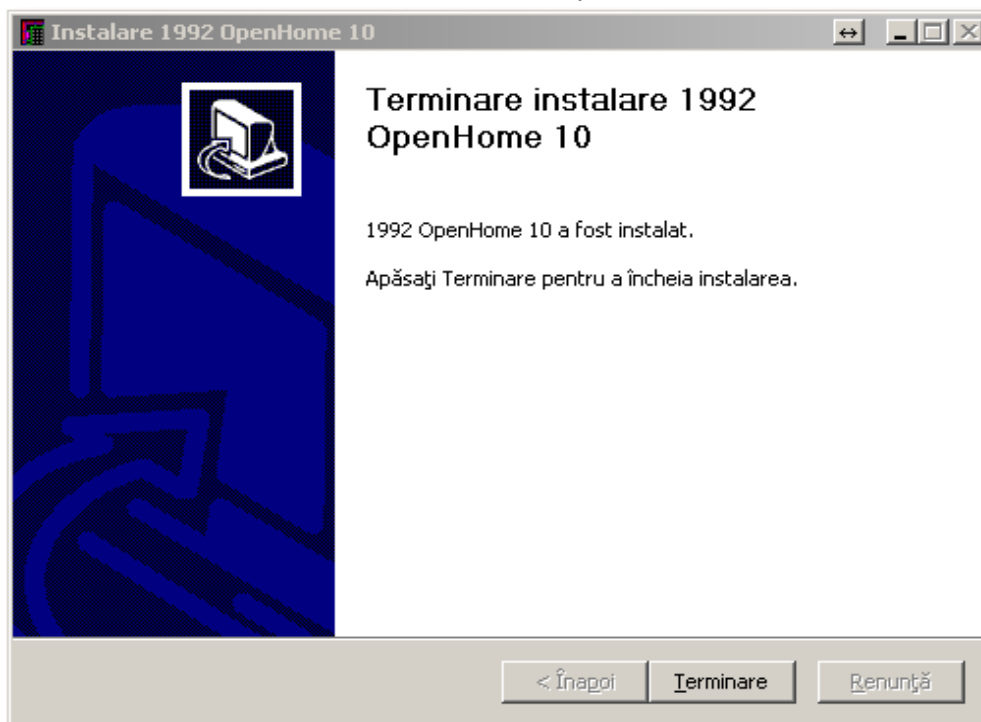 Instalare 1992 OpenHome 10
Terminare instalare 1992
OpenHome 10
1992 OpenHome 10 a fost instalat.
Apăsaţi Terminare pentru a încheia instalarea.
< Înapoi
Terminare
Renunţă